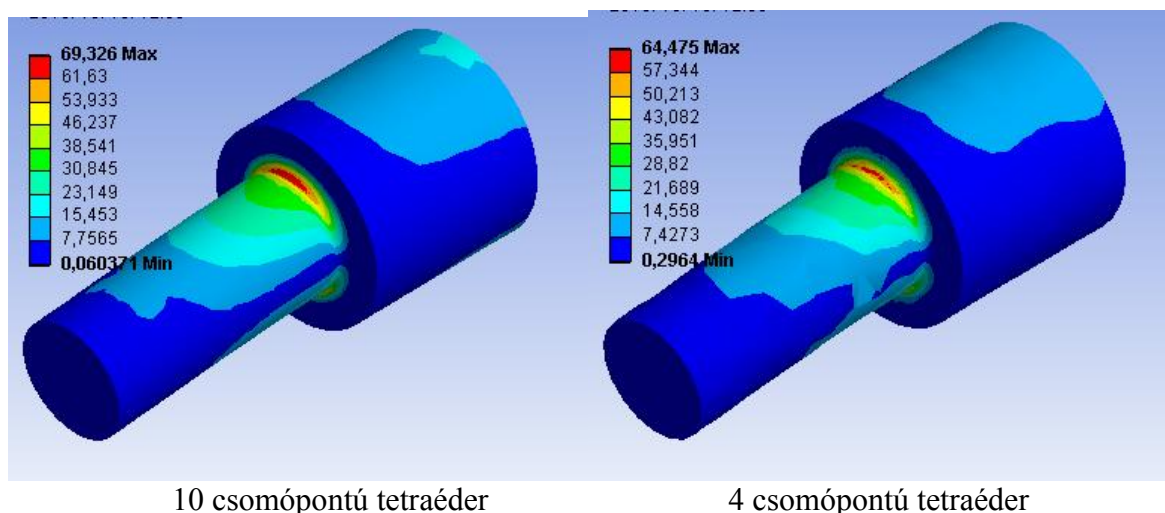 69,326 Max
61,63
53,933
46,237
38,541
30,845
23,149
15,453
7,7565
0,060371 Min
64,475 Max
57,344
50,213
43,082
35,951
28,82
21,689
14,558
7,4273
0,2964 Min
10 csomópontú tetraéder
4 csomópontú tetraéder